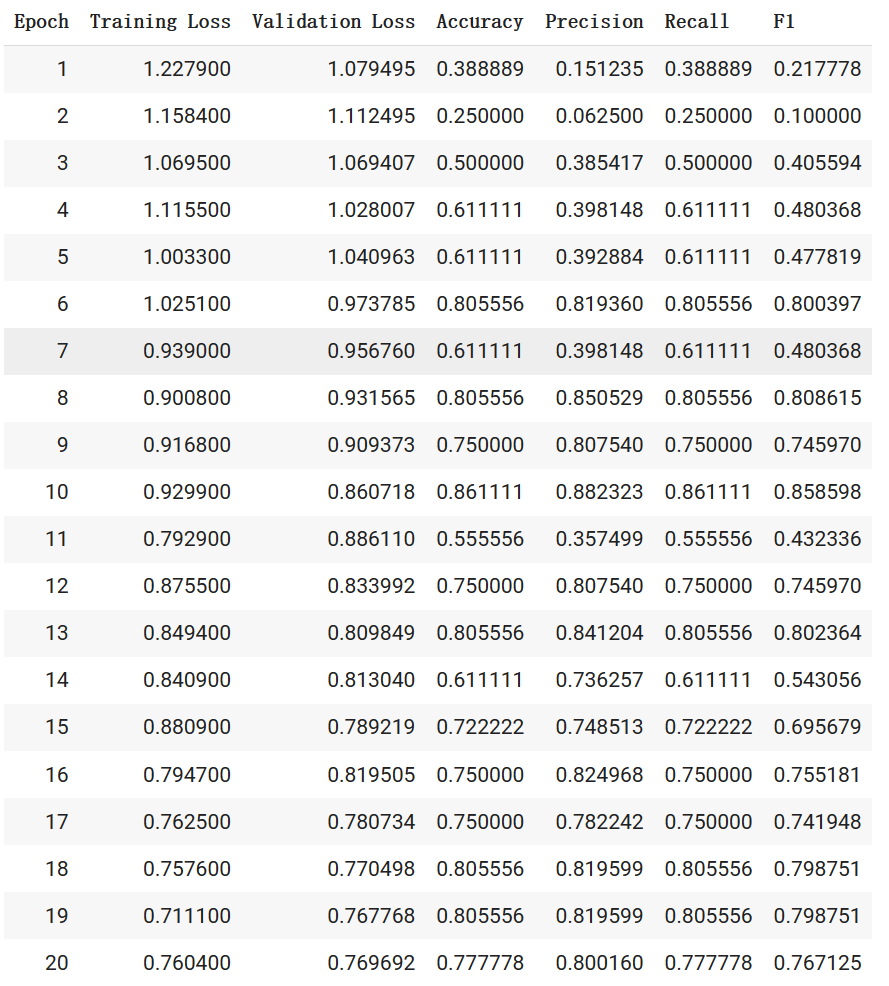 Epoch Training Loss Validation Loss Accuracy Precision Recall F1
1 1.227900 1.079495 0.388889 0.151235 0.388889 0.217778
2 1.158400 1.112495 0.250000 0.062500 0.250000 0.100000
3 1.069500 1.069407 0.500000 0.385417 0.500000 0.405594
4 1.115500 1.028007 0.611111 0.398148 0.611111 0.480368
5 1.003300 1.040963 0.611111 0.392884 0.611111 0.477819
6 1.025100 0.973785 0.805556 0.819360 0.805556 0.800397
7 0.939000 0.956760 0.611111 0.398148 0.611111 0.480368
8 0.900800 0.931565 0.805556 0.850529 0.805556 0.808615
9 0.916800 0.909373 0.750000 0.807540 0.750000 0.745970
10 0.929900 0.860718 0.861111 0.882323 0.861111 0.858598
11 0.792900 0.886110 0.555556 0.357499 0.555556 0.432336
12 0.875500 0.833992 0.750000 0.807540 0.750000 0.745970
13 0.849400 0.809849 0.805556 0.841204 0.805556 0.802364
14 0.840900 0.813040 0.611111 0.736257 0.611111 0.543056
15 0.880900 0.789219 0.722222 0.748513 0.722222 0.695679
16 0.794700 0.819505 0.750000 0.824968 0.750000 0.755181
17 0.762500 0.780734 0.750000 0.782242 0.750000 0.741948
18 0.757600 0.770498 0.805556 0.819599 0.805556 0.798751
19 0.711100 0.767768 0.805556 0.819599 0.805556 0.798751
20 0.760400 0.769692 0.777778 0.800160 0.777778 0.767125